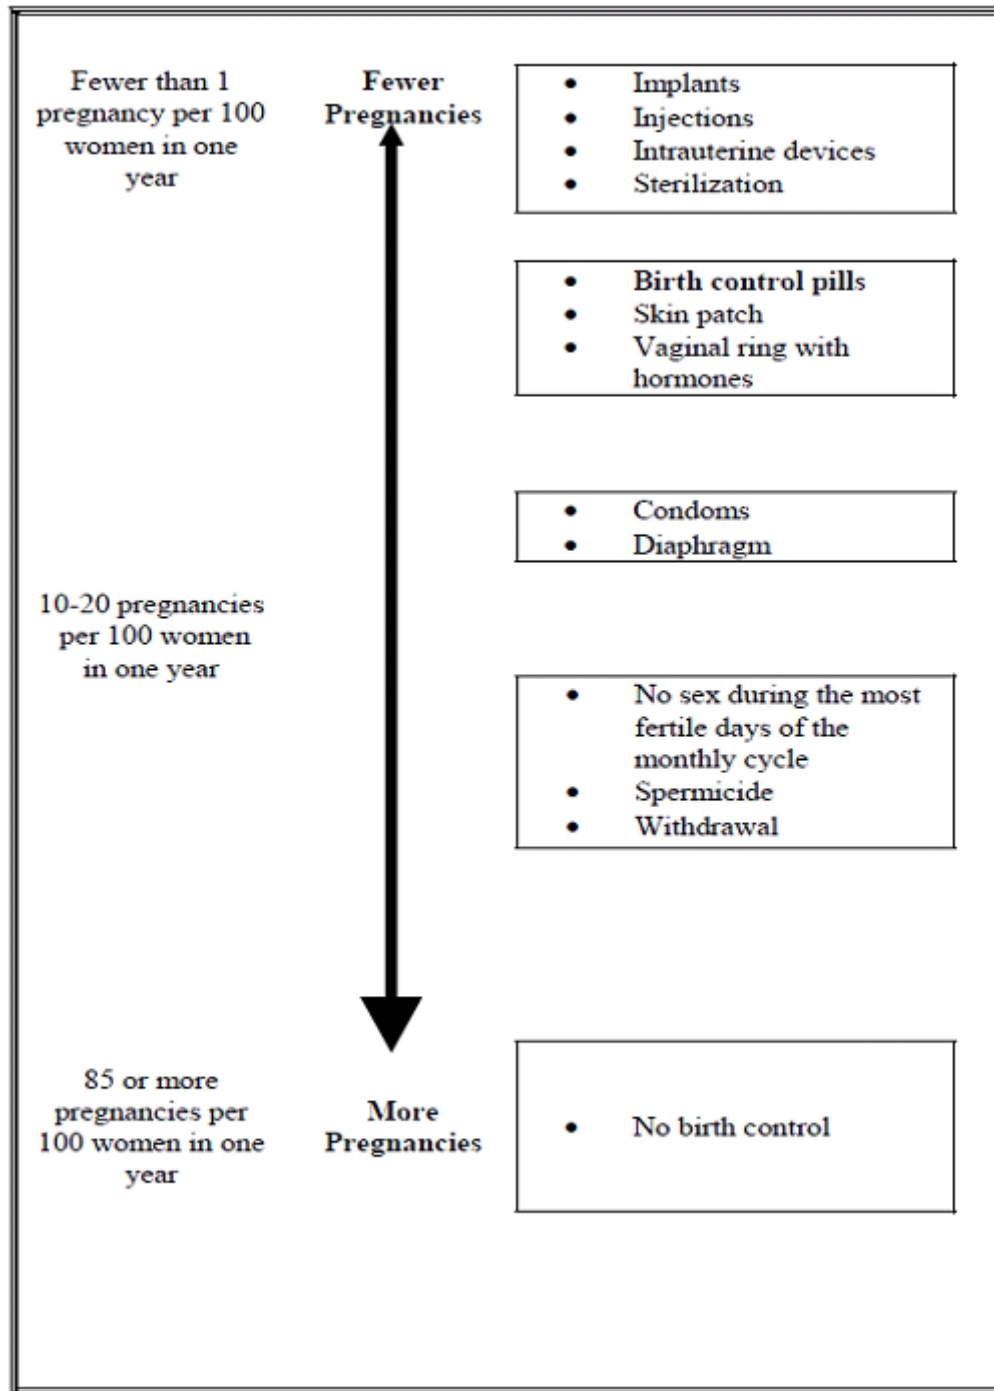 Fewer than 1
pregnancy per 100
women in one
year
Fewer
Pregnancies
• Implants
• Injections
• Intrauterine devices
• Sterilization
• Birth control pills
• Skin patch
• Vaginal ring with
hormones
• Condoms
• Diaphragm
10-20 pregnancies
per 100 women
in one year
• No sex during the most
fertile days of the
monthly cycle
• Spermicide
• Withdrawal
85 or more
pregnancies per
100 women in one
year
More
Pregnancies
• No birth control